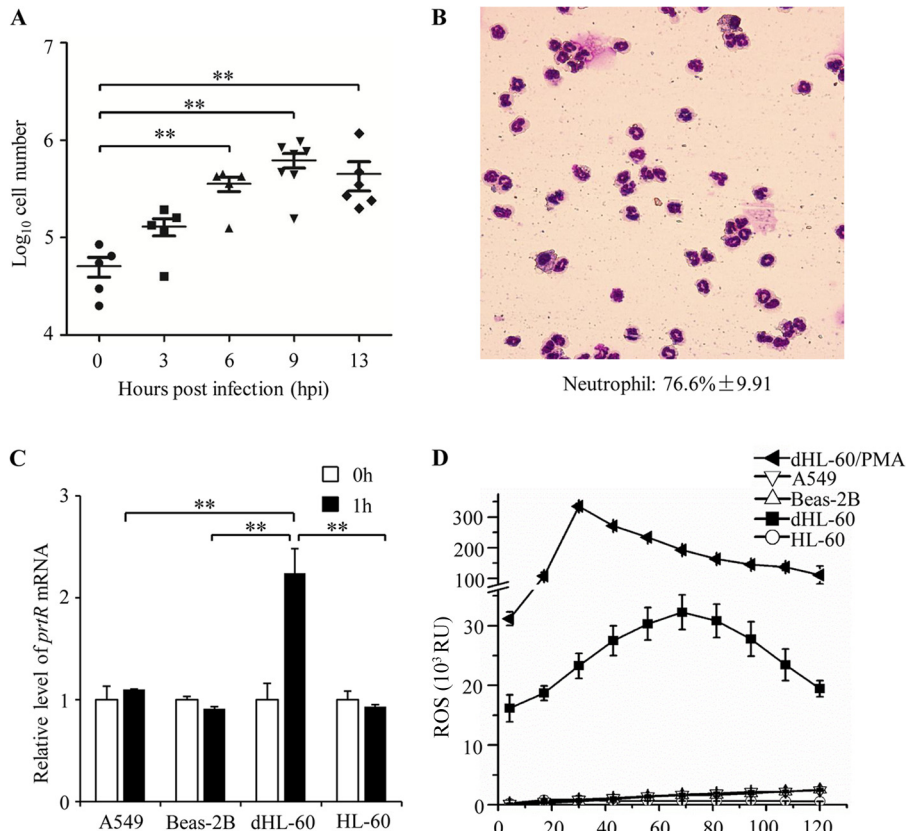 A
7
**
**
6
**
5
4
Log10 cell number
0 3 6 9 13
Hours post infection (hpi)
B
Neutrophil: 76.6%±9.91
C
0h
1h
3
**
** **
2
1
0
Relative level of prtR mRNA
A549 Beas-2B dHL-60 HL-60
D
dHL-60/PMA
A549
Beas-2B
dHL-60
HL-60
300
200
100
30
20
10
0
ROS (10³ RU)
0 20 40 60 80 100 120